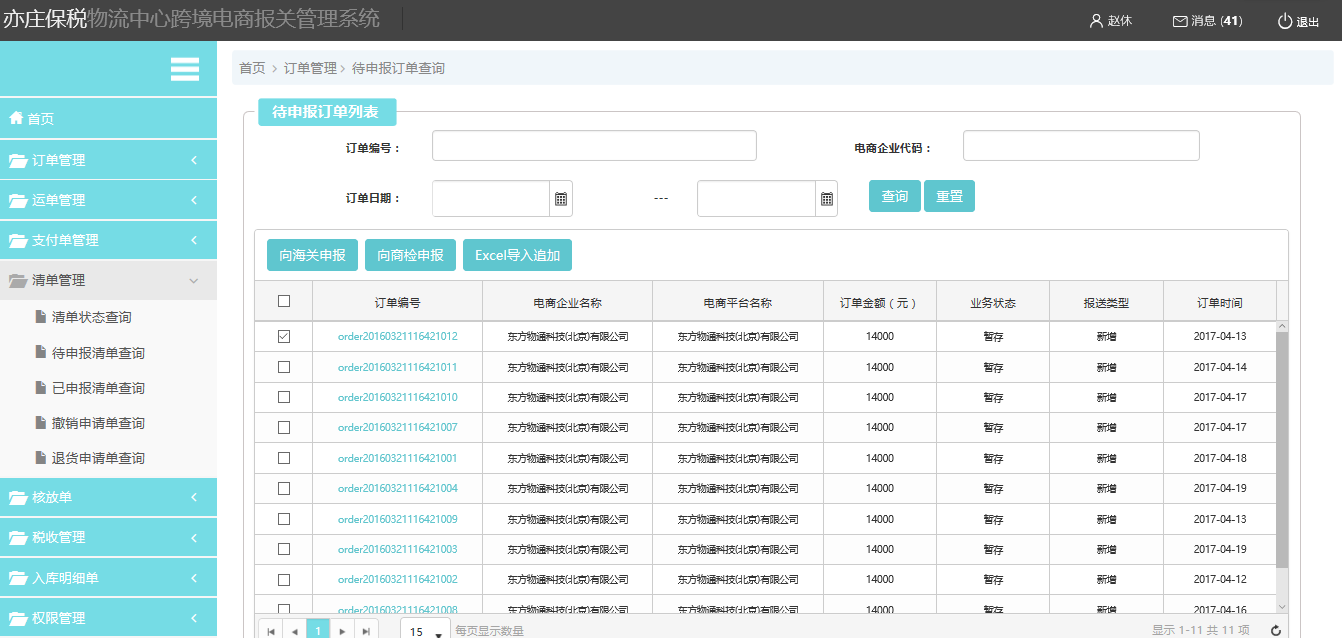 亦庄保税物流中心跨境电商报关管理系统
赵休 消息 (41) 退出
首页 > 订单管理 > 待申报订单查询
首页
订单管理
运单管理
支付单管理
清单管理
清单状态查询
待申报清单查询
已申报清单查询
撤销申请单查询
退货申请单查询
核放单
税收管理
入库明细单
权限管理
待申报订单列表
订单编号： 电商企业代码：
订单日期： --- 查询 重置
向海关申报 向商检申报 Excel导入追加
订单编号 电商企业名称 电商平台名称 订单金额（元） 业务状态 报送类型 订单时间
order20160321116421012 东方物通科技(北京)有限公司 东方物通科技(北京)有限公司 14000 暂存 新增 2017-04-13
order20160321116421011 东方物通科技(北京)有限公司 东方物通科技(北京)有限公司 14000 暂存 新增 2017-04-14
order20160321116421010 东方物通科技(北京)有限公司 东方物通科技(北京)有限公司 14000 暂存 新增 2017-04-17
order20160321116421007 东方物通科技(北京)有限公司 东方物通科技(北京)有限公司 14000 暂存 新增 2017-04-17
order20160321116421001 东方物通科技(北京)有限公司 东方物通科技(北京)有限公司 14000 暂存 新增 2017-04-18
order20160321116421004 东方物通科技(北京)有限公司 东方物通科技(北京)有限公司 14000 暂存 新增 2017-04-19
order20160321116421009 东方物通科技(北京)有限公司 东方物通科技(北京)有限公司 14000 暂存 新增 2017-04-13
order20160321116421003 东方物通科技(北京)有限公司 东方物通科技(北京)有限公司 14000 暂存 新增 2017-04-19
order20160321116421002 东方物通科技(北京)有限公司 东方物通科技(北京)有限公司 14000 暂存 新增 2017-04-12
order20160321116421008 东方物通科技(北京)有限公司 东方物通科技(北京)有限公司 14000 暂存 新增 2017-04-16
1 15 每页显示数量 显示 1-11 共 11 项